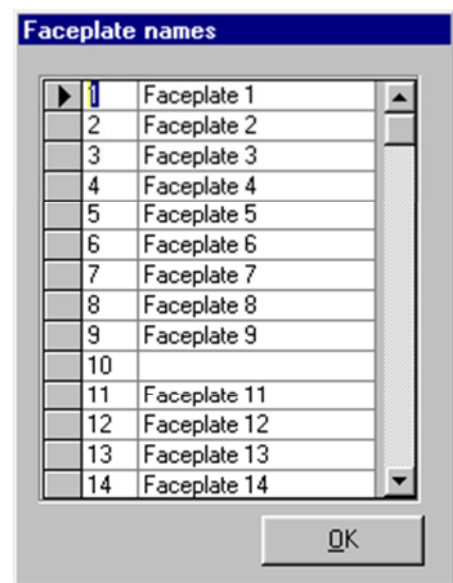 Faceplate names
1 Faceplate 1
2 Faceplate 2
3 Faceplate 3
4 Faceplate 4
5 Faceplate 5
6 Faceplate 6
7 Faceplate 7
8 Faceplate 8
9 Faceplate 9
10
11 Faceplate 11
12 Faceplate 12
13 Faceplate 13
14 Faceplate 14
OK